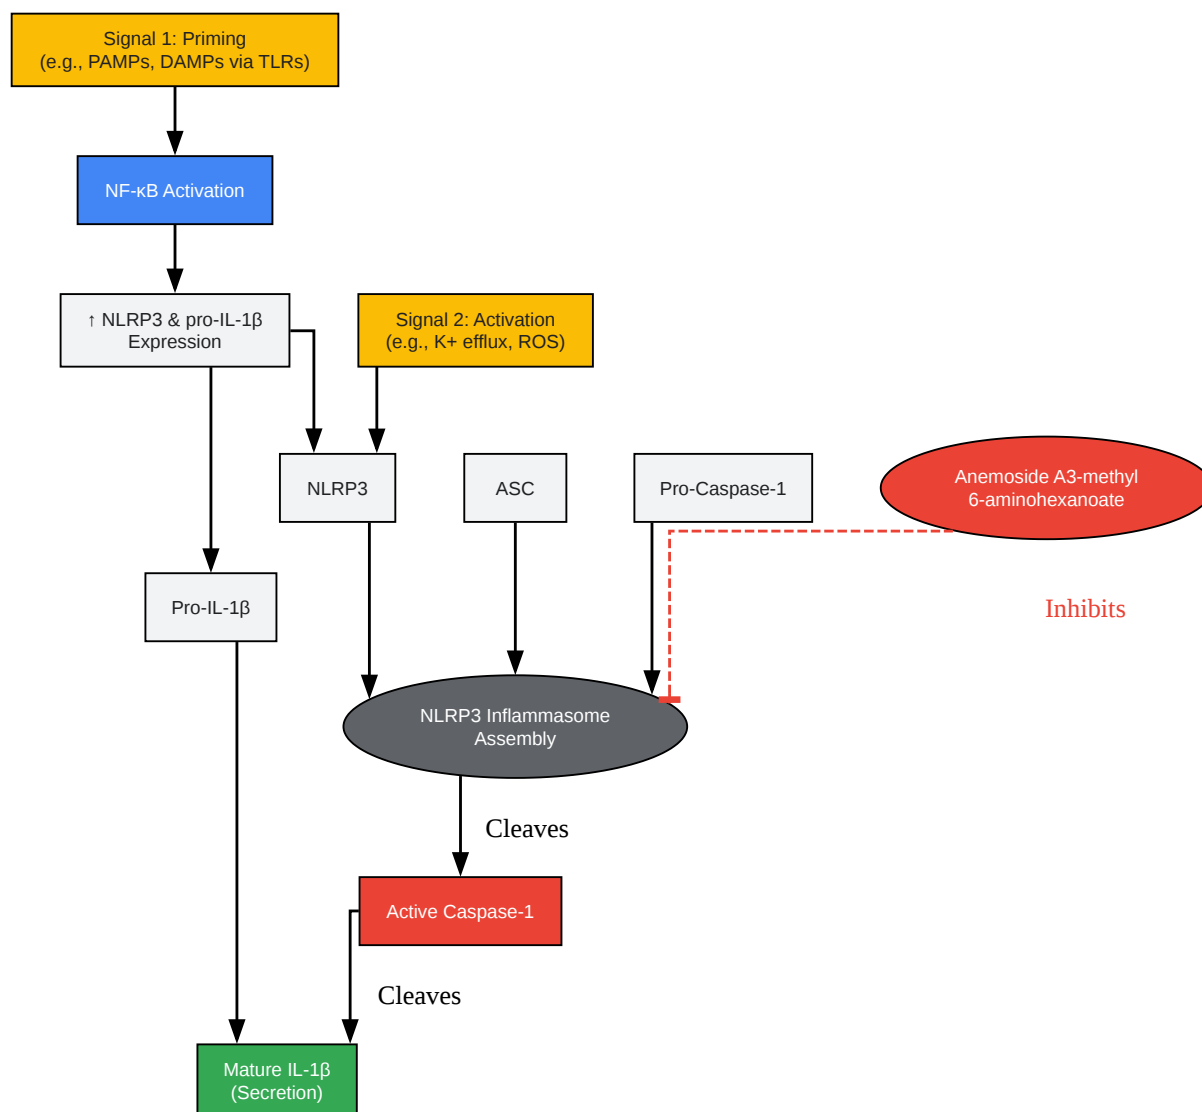 Signal 1: Priming
(e.g., PAMPs, DAMPs via TLRs)
NF-κB Activation
↑ NLRP3 & pro-IL-1β
Expression
Signal 2: Activation
(e.g., K+ efflux, ROS)
NLRP3
ASC
Pro-Caspase-1
Anemoside A3-methyl
6-aminohexanoate
Pro-IL-1β
Inhibits
NLRP3 Inflammasome
Assembly
Cleaves
Active Caspase-1
Cleaves
Mature IL-1β
(Secretion)